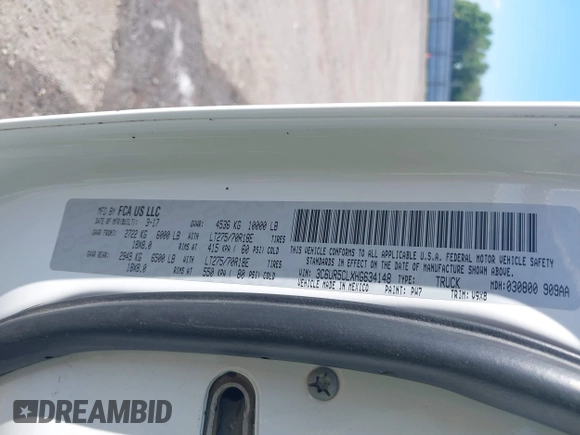 MFD BY FCA US LLC
DATE OF MFR(BUILT): 3-17 GVWR: 4536 KG 10000 LB
GAWR FRONT: 2722 KG 6000 LB WITH LT275/70R18E TIRES
18X8.0 RIMS AT 415 KPA( 60 PSI) COLD
GAWR REAR: 2949 KG 6500 LB WITH LT275/70R18E TIRES
18X8.0 RIMS AT 550 KPA( 80 PSI) COLD
THIS VEHICLE CONFORMS TO ALL APPLICABLE U.S.A. FEDERAL MOTOR VEHICLE SAFETY
STANDARDS IN EFFECT ON THE DATE OF MANUFACTURE SHOWN ABOVE.
VIN: 3C6UR5CLXHG634148 TYPE: TRUCK MDH: 030800 909AA
VEHICLE MADE IN MEXICO PAINT: PW7 TRIM: V9X8
DREAMBID